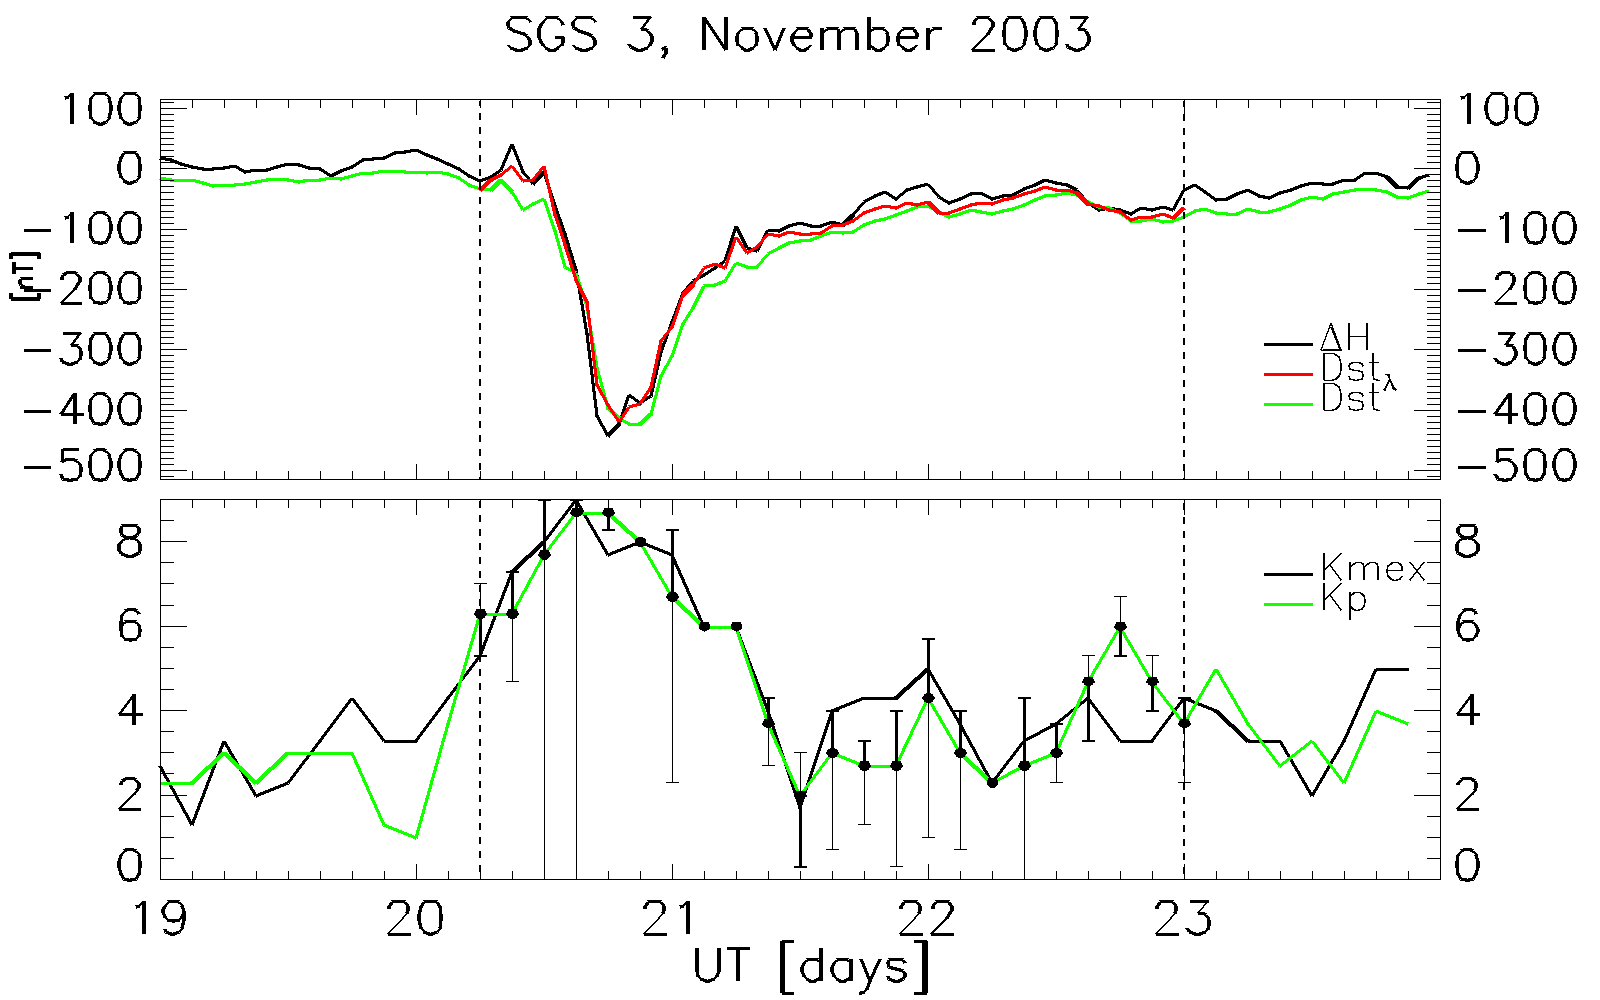 SGS 3, November 2003
100 100
0 0
-100 -100
-200 -200
-300 -300
-400 -400
-500 -500
[nT]
ΔH
Dstλ
Dst
8 8
6 6
4 4
2 2
0 0
Kmex
Kp
19 20 21 22 23
UT [days]